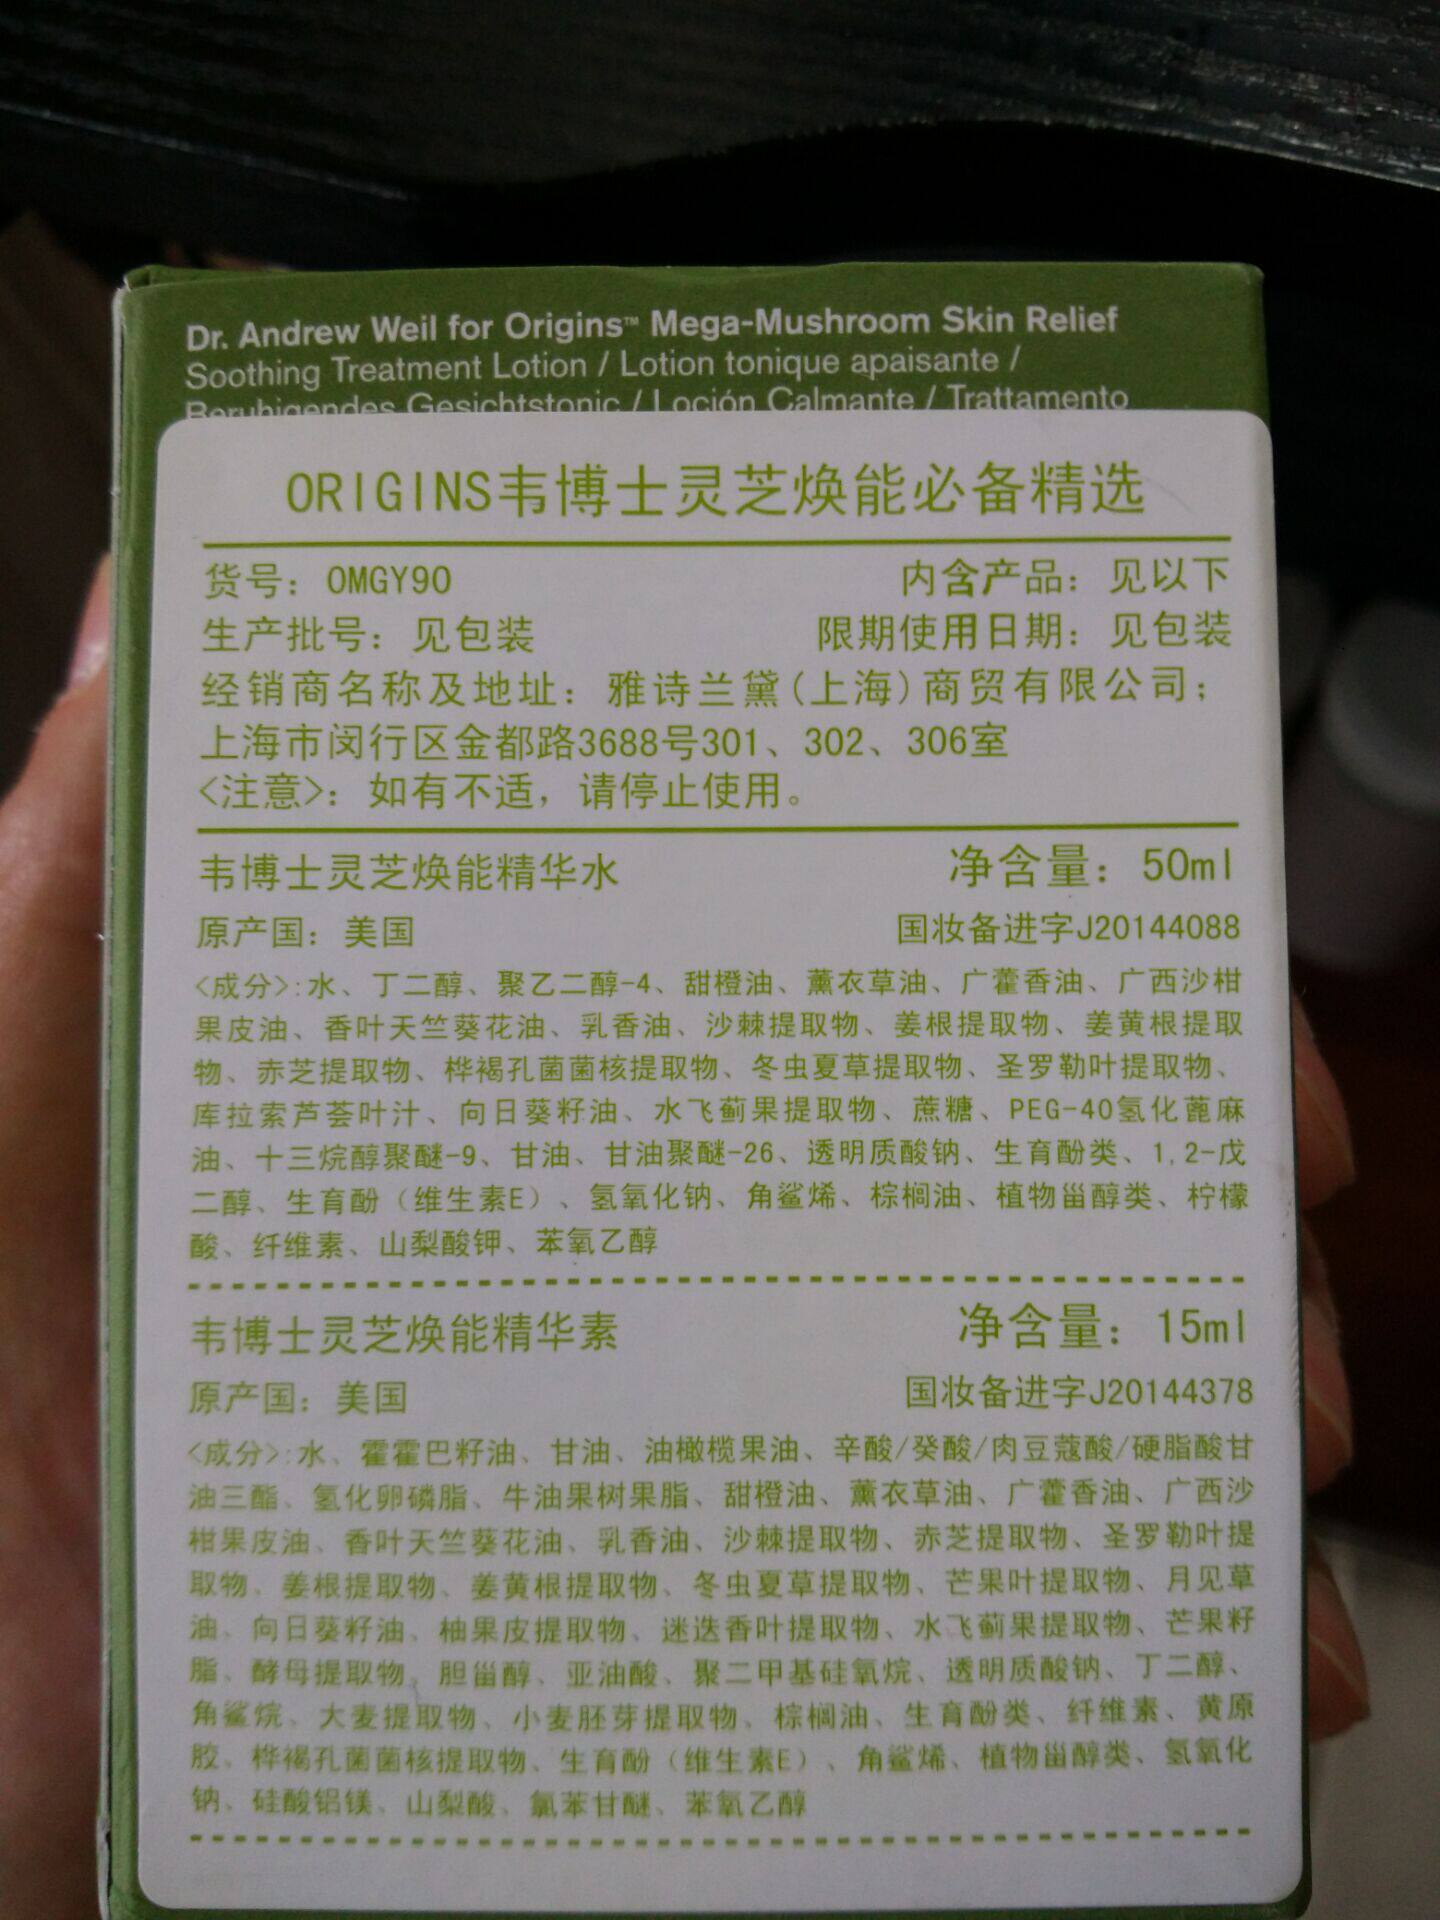 Dr. Andrew Weil for Origins™ Mega-Mushroom Skin Relief
Soothing Treatment Lotion / Lotion tonique apaisante /
Beruhigendes Gesichtstonic / Loción Calmante / Trattamento
ORIGINS韦博士灵芝焕能必备精选
货号：0MGY90 内含产品：见以下
生产批号：见包装 限期使用日期：见包装
经销商名称及地址：雅诗兰黛(上海)商贸有限公司；
上海市闵行区金都路3688号301、302、306室
<注意>：如有不适，请停止使用。
韦博士灵芝焕能精华水 净含量：50ml
原产国：美国 国妆备进字J20144088
<成分>:水、丁二醇、聚乙二醇-4、甜橙油、薰衣草油、广藿香油、广西沙柑
果皮油、香叶天竺葵花油、乳香油、沙棘提取物、姜根提取物、姜黄根提取
物、赤芝提取物、桦褐孔菌菌核提取物、冬虫夏草提取物、圣罗勒叶提取物、
库拉索芦荟叶汁、向日葵籽油、水飞蓟果提取物、蔗糖、PEG-40氢化蓖麻
油、十三烷醇聚醚-9、甘油、甘油聚醚-26、透明质酸钠、生育酚类、1,2-戊
二醇、生育酚（维生素E）、氢氧化钠、角鲨烯、棕榈油、植物甾醇类、柠檬
酸、纤维素、山梨酸钾、苯氧乙醇
韦博士灵芝焕能精华素 净含量：15ml
原产国：美国 国妆备进字J20144378
<成分>:水、霍霍巴籽油、甘油、油橄榄果油、辛酸/癸酸/肉豆蔻酸/硬脂酸甘
油三酯、氢化卵磷脂、牛油果树果脂、甜橙油、薰衣草油、广藿香油、广西沙
柑果皮油、香叶天竺葵花油、乳香油、沙棘提取物、赤芝提取物、圣罗勒叶提
取物、姜根提取物、姜黄根提取物、冬虫夏草提取物、芒果叶提取物、月见草
油、向日葵籽油、柚果皮提取物、迷迭香叶提取物、水飞蓟果提取物、芒果籽
脂、酵母提取物、胆甾醇、亚油酸、聚二甲基硅氧烷、透明质酸钠、丁二醇、
角鲨烷、大麦提取物、小麦胚芽提取物、棕榈油、生育酚类、纤维素、黄原
胶、桦褐孔菌菌核提取物、生育酚（维生素E）、角鲨烯、植物甾醇类、氢氧化
钠、硅酸铝镁、山梨酸、氯苯甘醚、苯氧乙醇